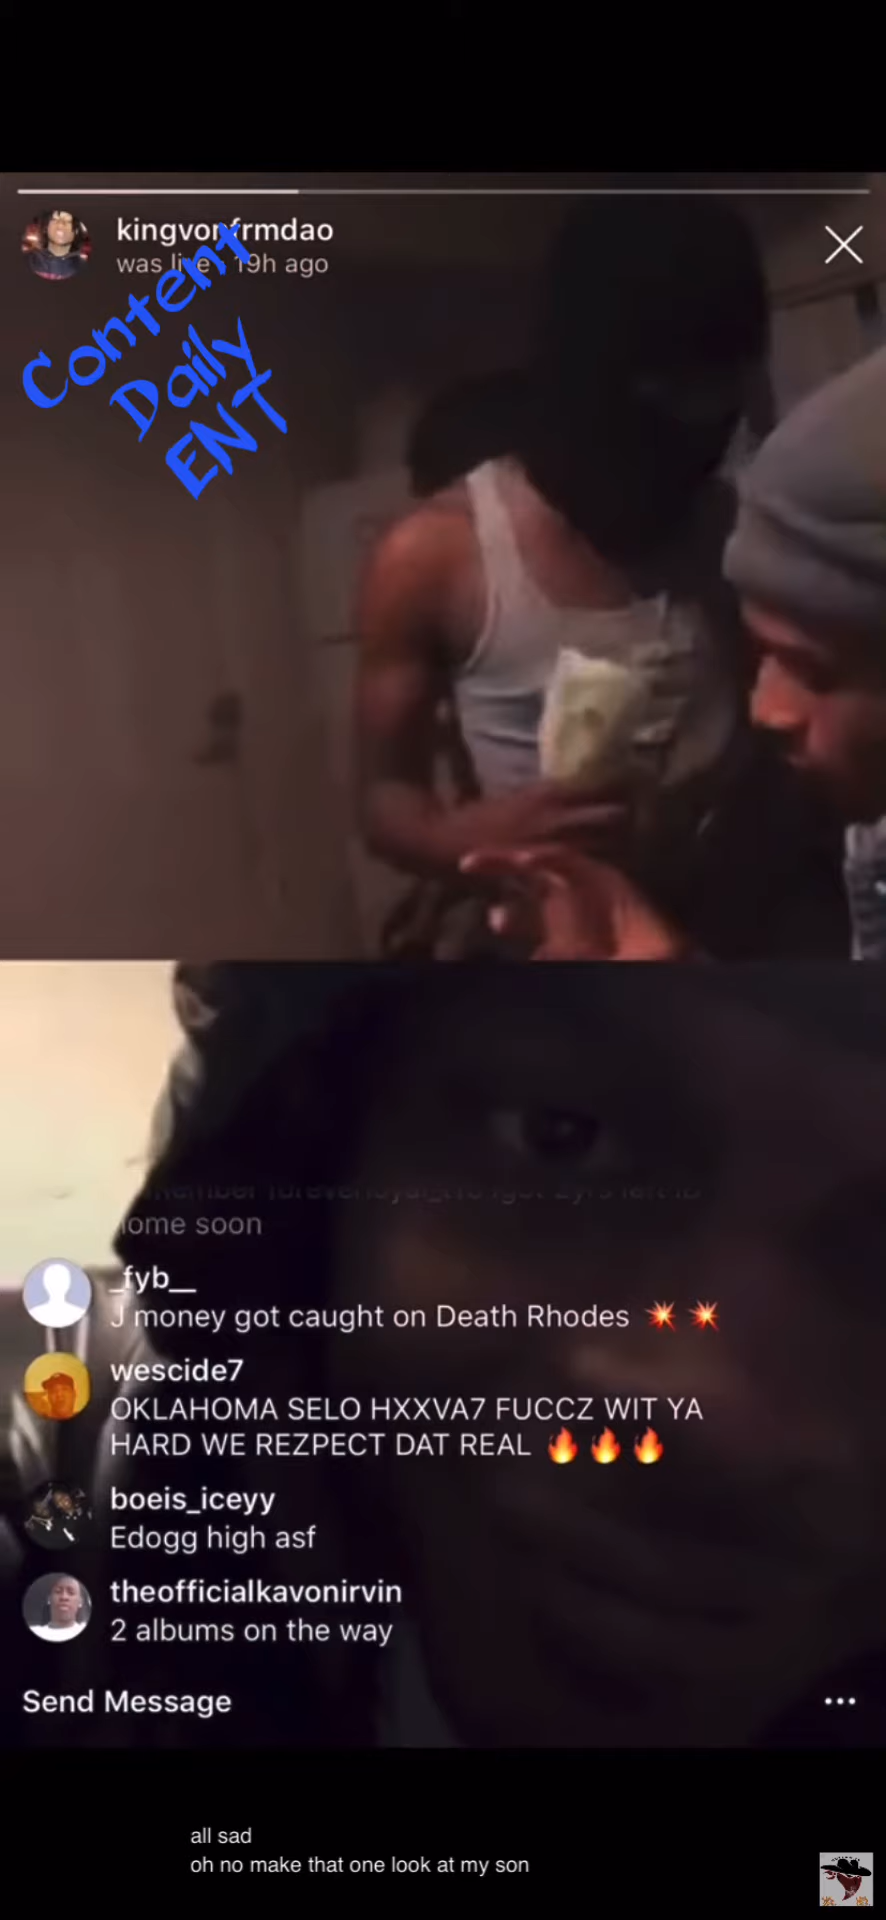 kingvonfrmdao
was live · 19h ago
Content
Daily
ENT
home soon
_fyb__
J money got caught on Death Rhodes 💥 💥
wescide7
OKLAHOMA SELO HXXVA7 FUCCZ WIT YA
HARD WE REZPECT DAT REAL 🔥 🔥 🔥
boeis_iceyy
Edogg high asf
theofficialkavonirvin
2 albums on the way
Send Message
all sad
oh no make that one look at my son